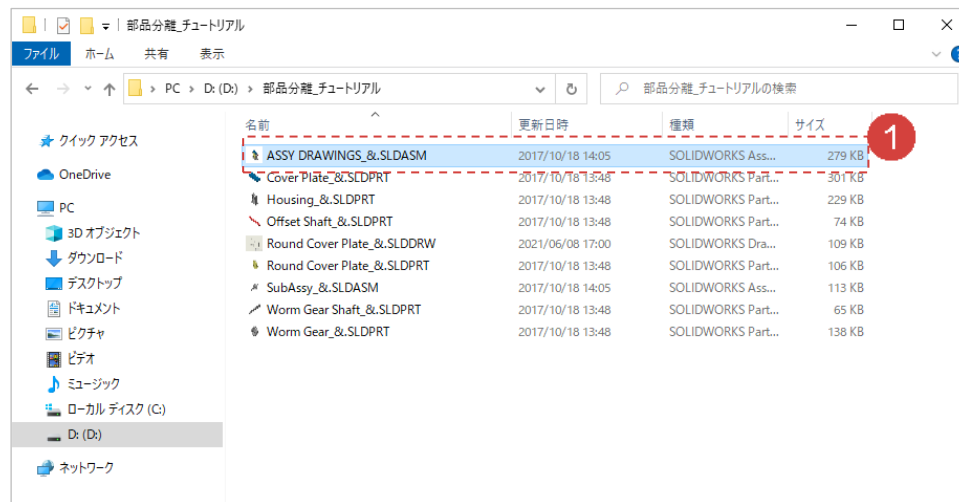 部品分離_チュートリアル
ファイル ホーム 共有 表示
PC › D: (D:) › 部品分離_チュートリアル 部品分離_チュートリアルの検索
名前 更新日時 種類 サイズ
1
クイック アクセス
OneDrive
PC
3D オブジェクト
ダウンロード
デスクトップ
ドキュメント
ピクチャ
ビデオ
ミュージック
ローカル ディスク (C:)
D: (D:)
ネットワーク
ASSY DRAWINGS_&.SLDASM 2017/10/18 14:05 SOLIDWORKS Ass... 279 KB
Cover Plate_&.SLDPRT 2017/10/18 13:48 SOLIDWORKS Part... 301 KB
Housing_&.SLDPRT 2017/10/18 13:48 SOLIDWORKS Part... 229 KB
Offset Shaft_&.SLDPRT 2017/10/18 13:48 SOLIDWORKS Part... 74 KB
Round Cover Plate_&.SLDDRW 2021/06/08 17:00 SOLIDWORKS Dra... 109 KB
Round Cover Plate_&.SLDPRT 2017/10/18 13:48 SOLIDWORKS Part... 106 KB
SubAssy_&.SLDASM 2017/10/18 14:05 SOLIDWORKS Ass... 113 KB
Worm Gear Shaft_&.SLDPRT 2017/10/18 13:48 SOLIDWORKS Part... 65 KB
Worm Gear_&.SLDPRT 2017/10/18 13:48 SOLIDWORKS Part... 138 KB